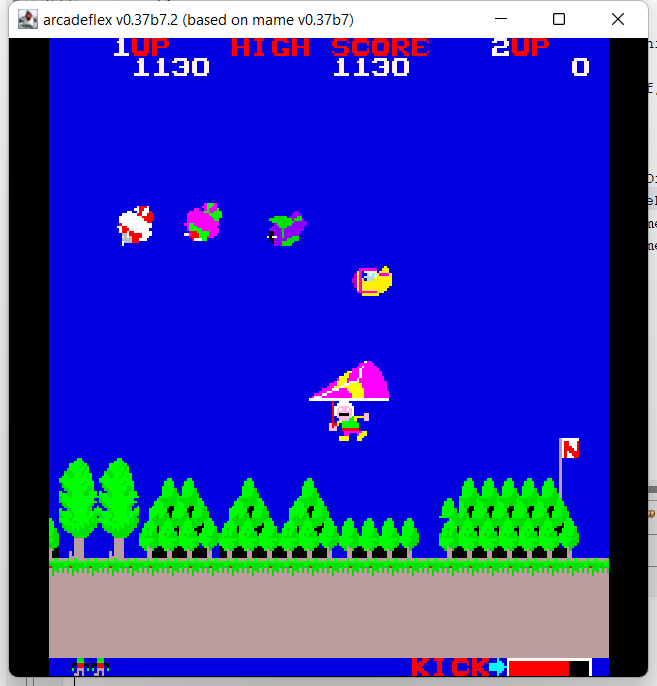 arcadeflex v0.37b7.2 (based on mame v0.37b7)
1UP HIGH SCORE 2UP
1130 1130 0
N
KICK